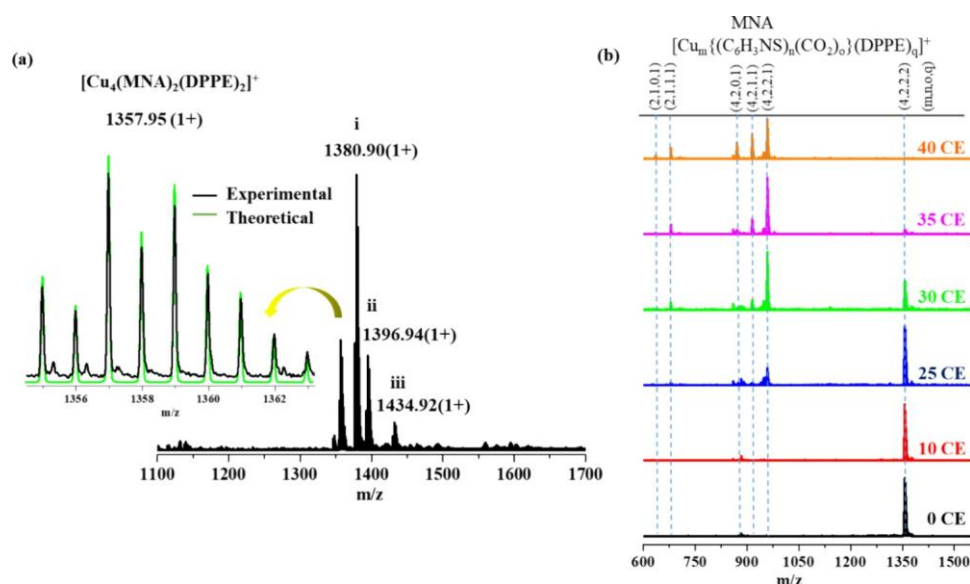 (a)
[Cu₄(MNA)₂(DPPE)₂]⁺
1357.95 (1+)
i
1380.90(1+)
Experimental
Theoretical
ii
1396.94(1+)
iii
1434.92(1+)
1356 1358 1360 1362
m/z
1100 1200 1300 1400 1500 1600 1700
m/z
MNA
(b) [Cuₘ{(C₆H₃NS)ₙ(CO₂)ₒ}(DPPE)q]⁺
(2,1,0,1)
(2,1,1,1)
(4,2,0,1)
(4,2,1,1)
(4,2,2,1)
(4,2,2,2)
(m,n,o,q)
40 CE
35 CE
30 CE
25 CE
10 CE
0 CE
600 750 900 1050 1200 1350 1500
m/z